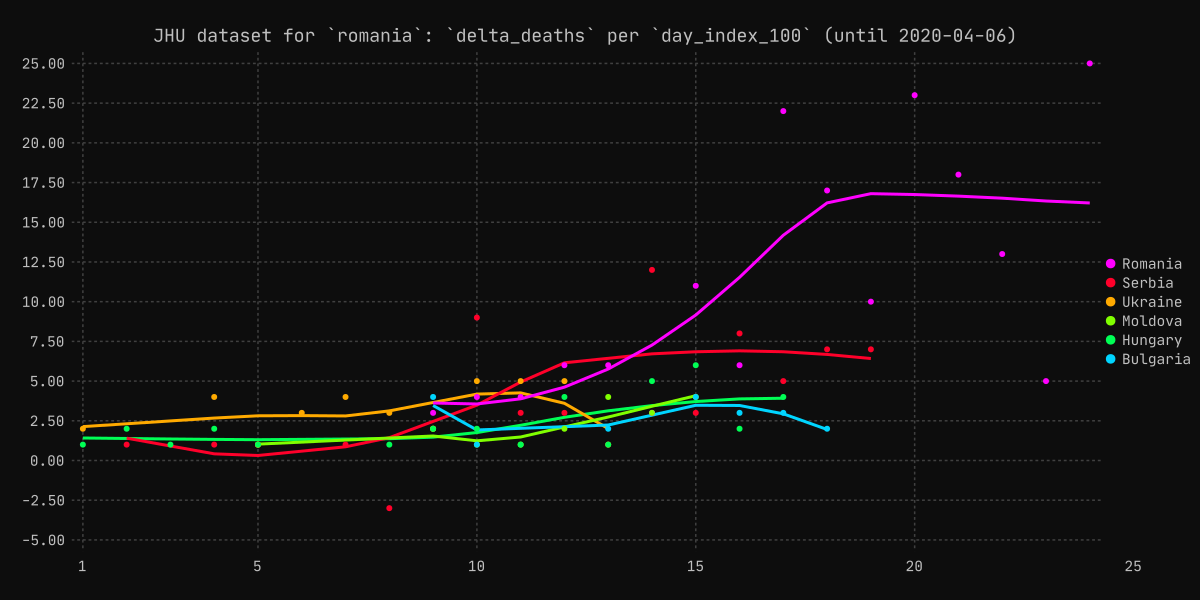 JHU dataset for `romania`: `delta_deaths` per `day_index_100` (until 2020-04-06)
25.00
22.50
20.00
17.50
15.00
12.50
10.00
7.50
5.00
2.50
0.00
-2.50
-5.00
1 5 10 15 20 25
Romania
Serbia
Ukraine
Moldova
Hungary
Bulgaria